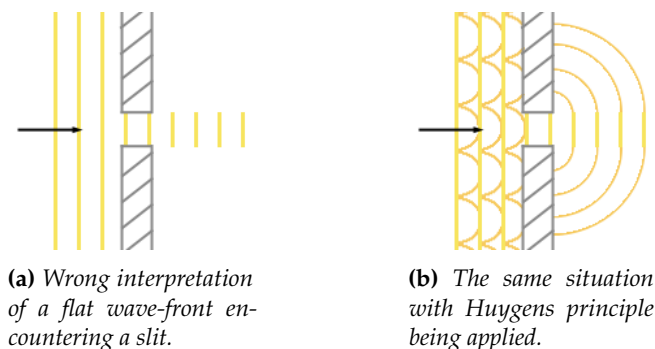 (a) Wrong interpretation
of a flat wave-front en-
countering a slit.
(b) The same situation
with Huygens principle
being applied.